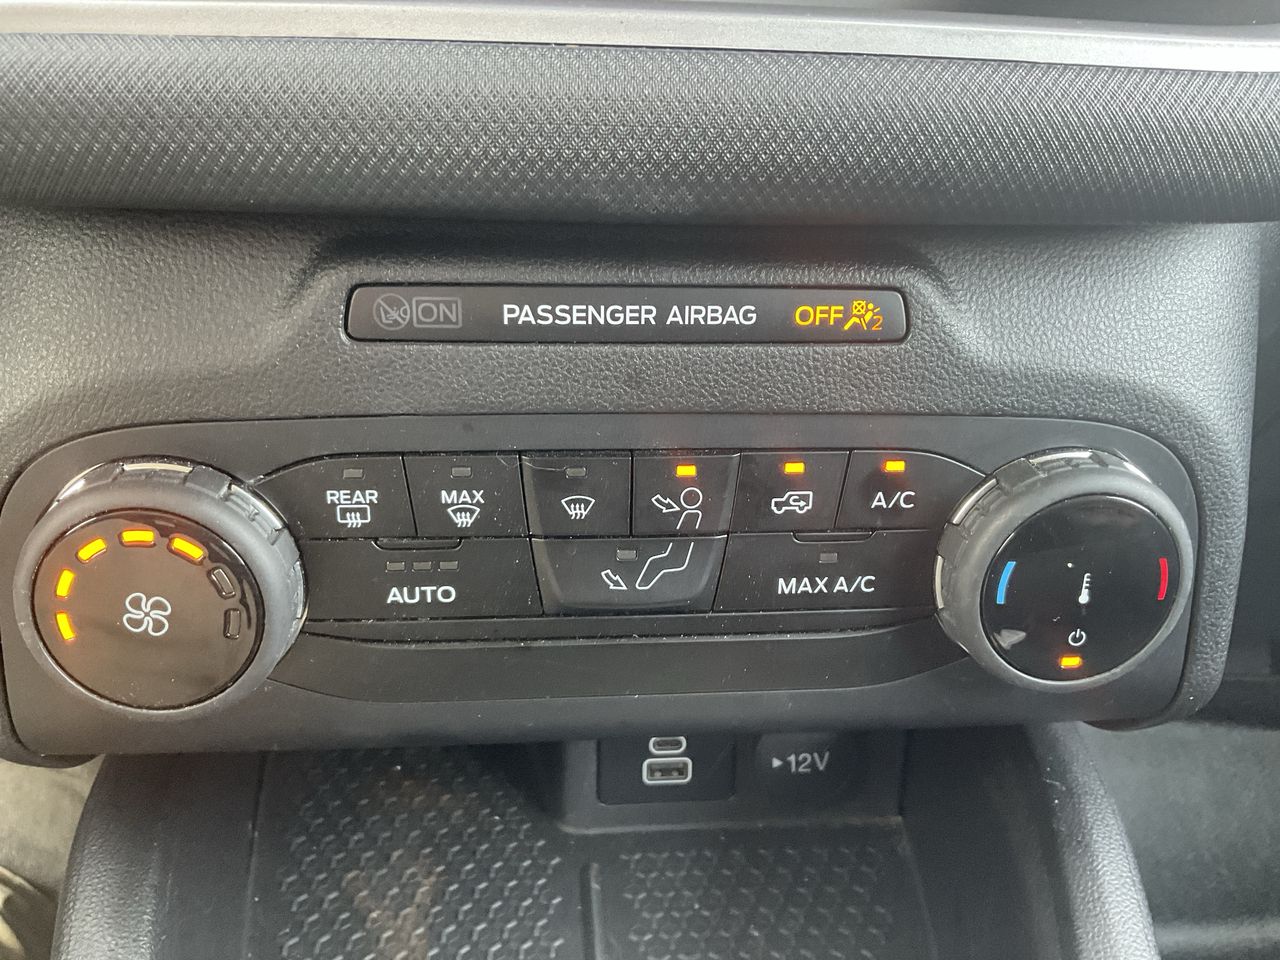 ON PASSENGER AIRBAG OFF 2
REAR MAX A/C
AUTO MAX A/C
12V